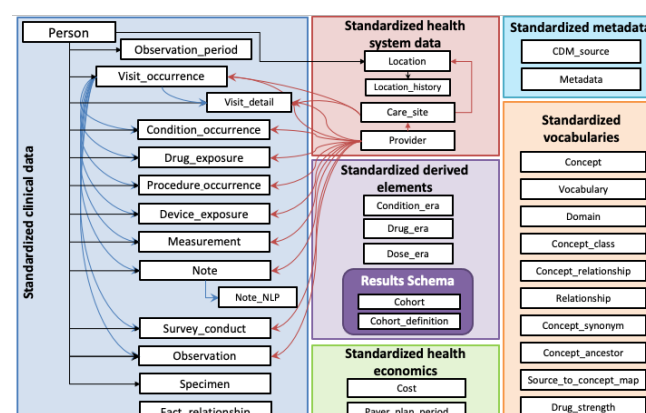 Standardized clinical data
Person
Observation_period
Visit_occurrence
Visit_detail
Condition_occurrence
Drug_exposure
Procedure_occurrence
Device_exposure
Measurement
Note
Note_NLP
Survey_conduct
Observation
Specimen
Fact_relationship
Standardized health
system data
Location
Location_history
Care_site
Provider
Standardized derived
elements
Condition_era
Drug_era
Dose_era
Results Schema
Cohort
Cohort_definition
Standardized health
economics
Cost
Payer_plan_period
Standardized metadata
CDM_source
Metadata
Standardized
vocabularies
Concept
Vocabulary
Domain
Concept_class
Concept_relationship
Relationship
Concept_synonym
Concept_ancestor
Source_to_concept_map
Drug_strength